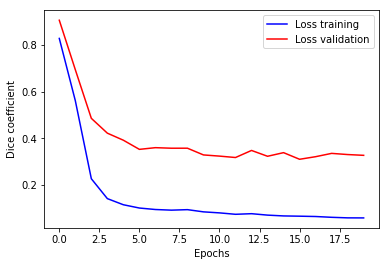 Loss training
Loss validation
Dice coefficient
0.8
0.6
0.4
0.2
0.0 2.5 5.0 7.5 10.0 12.5 15.0 17.5
Epochs